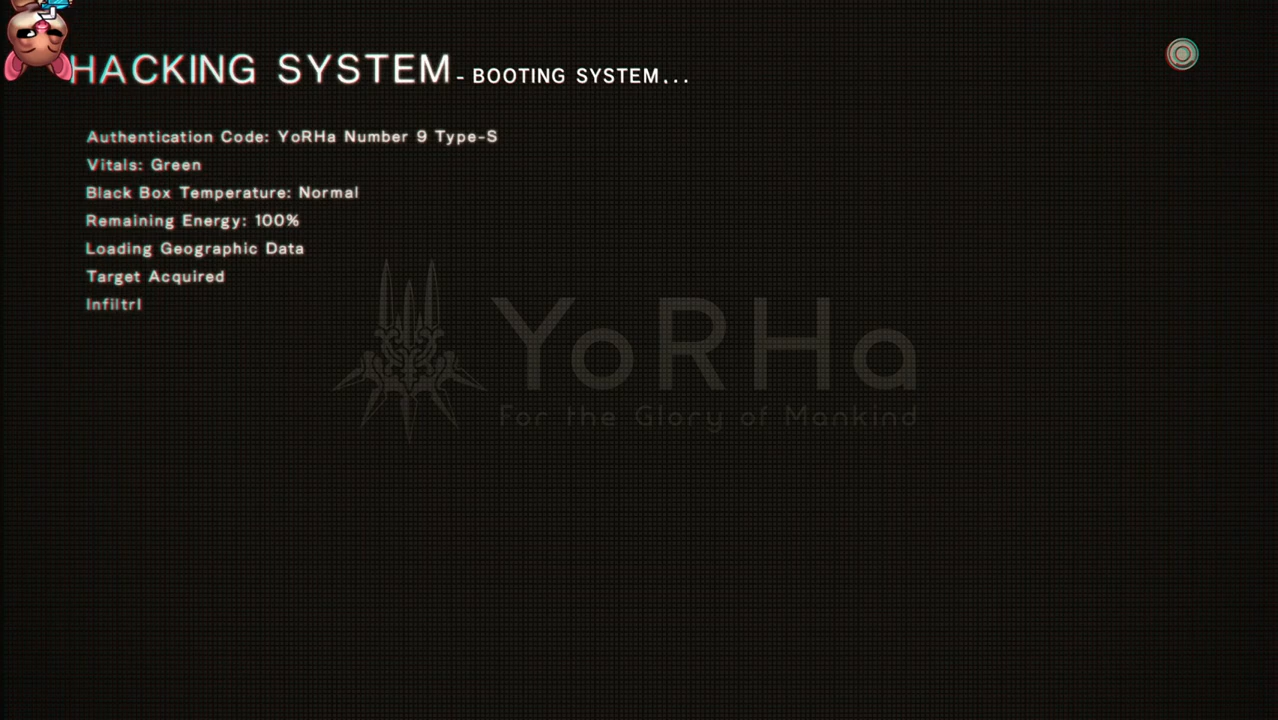 HACKING SYSTEM - BOOTING SYSTEM...
Authentication Code: YoRHa Number 9 Type-S
Vitals: Green
Black Box Temperature: Normal
Remaining Energy: 100%
Loading Geographic Data
Target Acquired
Infiltrl
YoRHa
For the Glory of Mankind